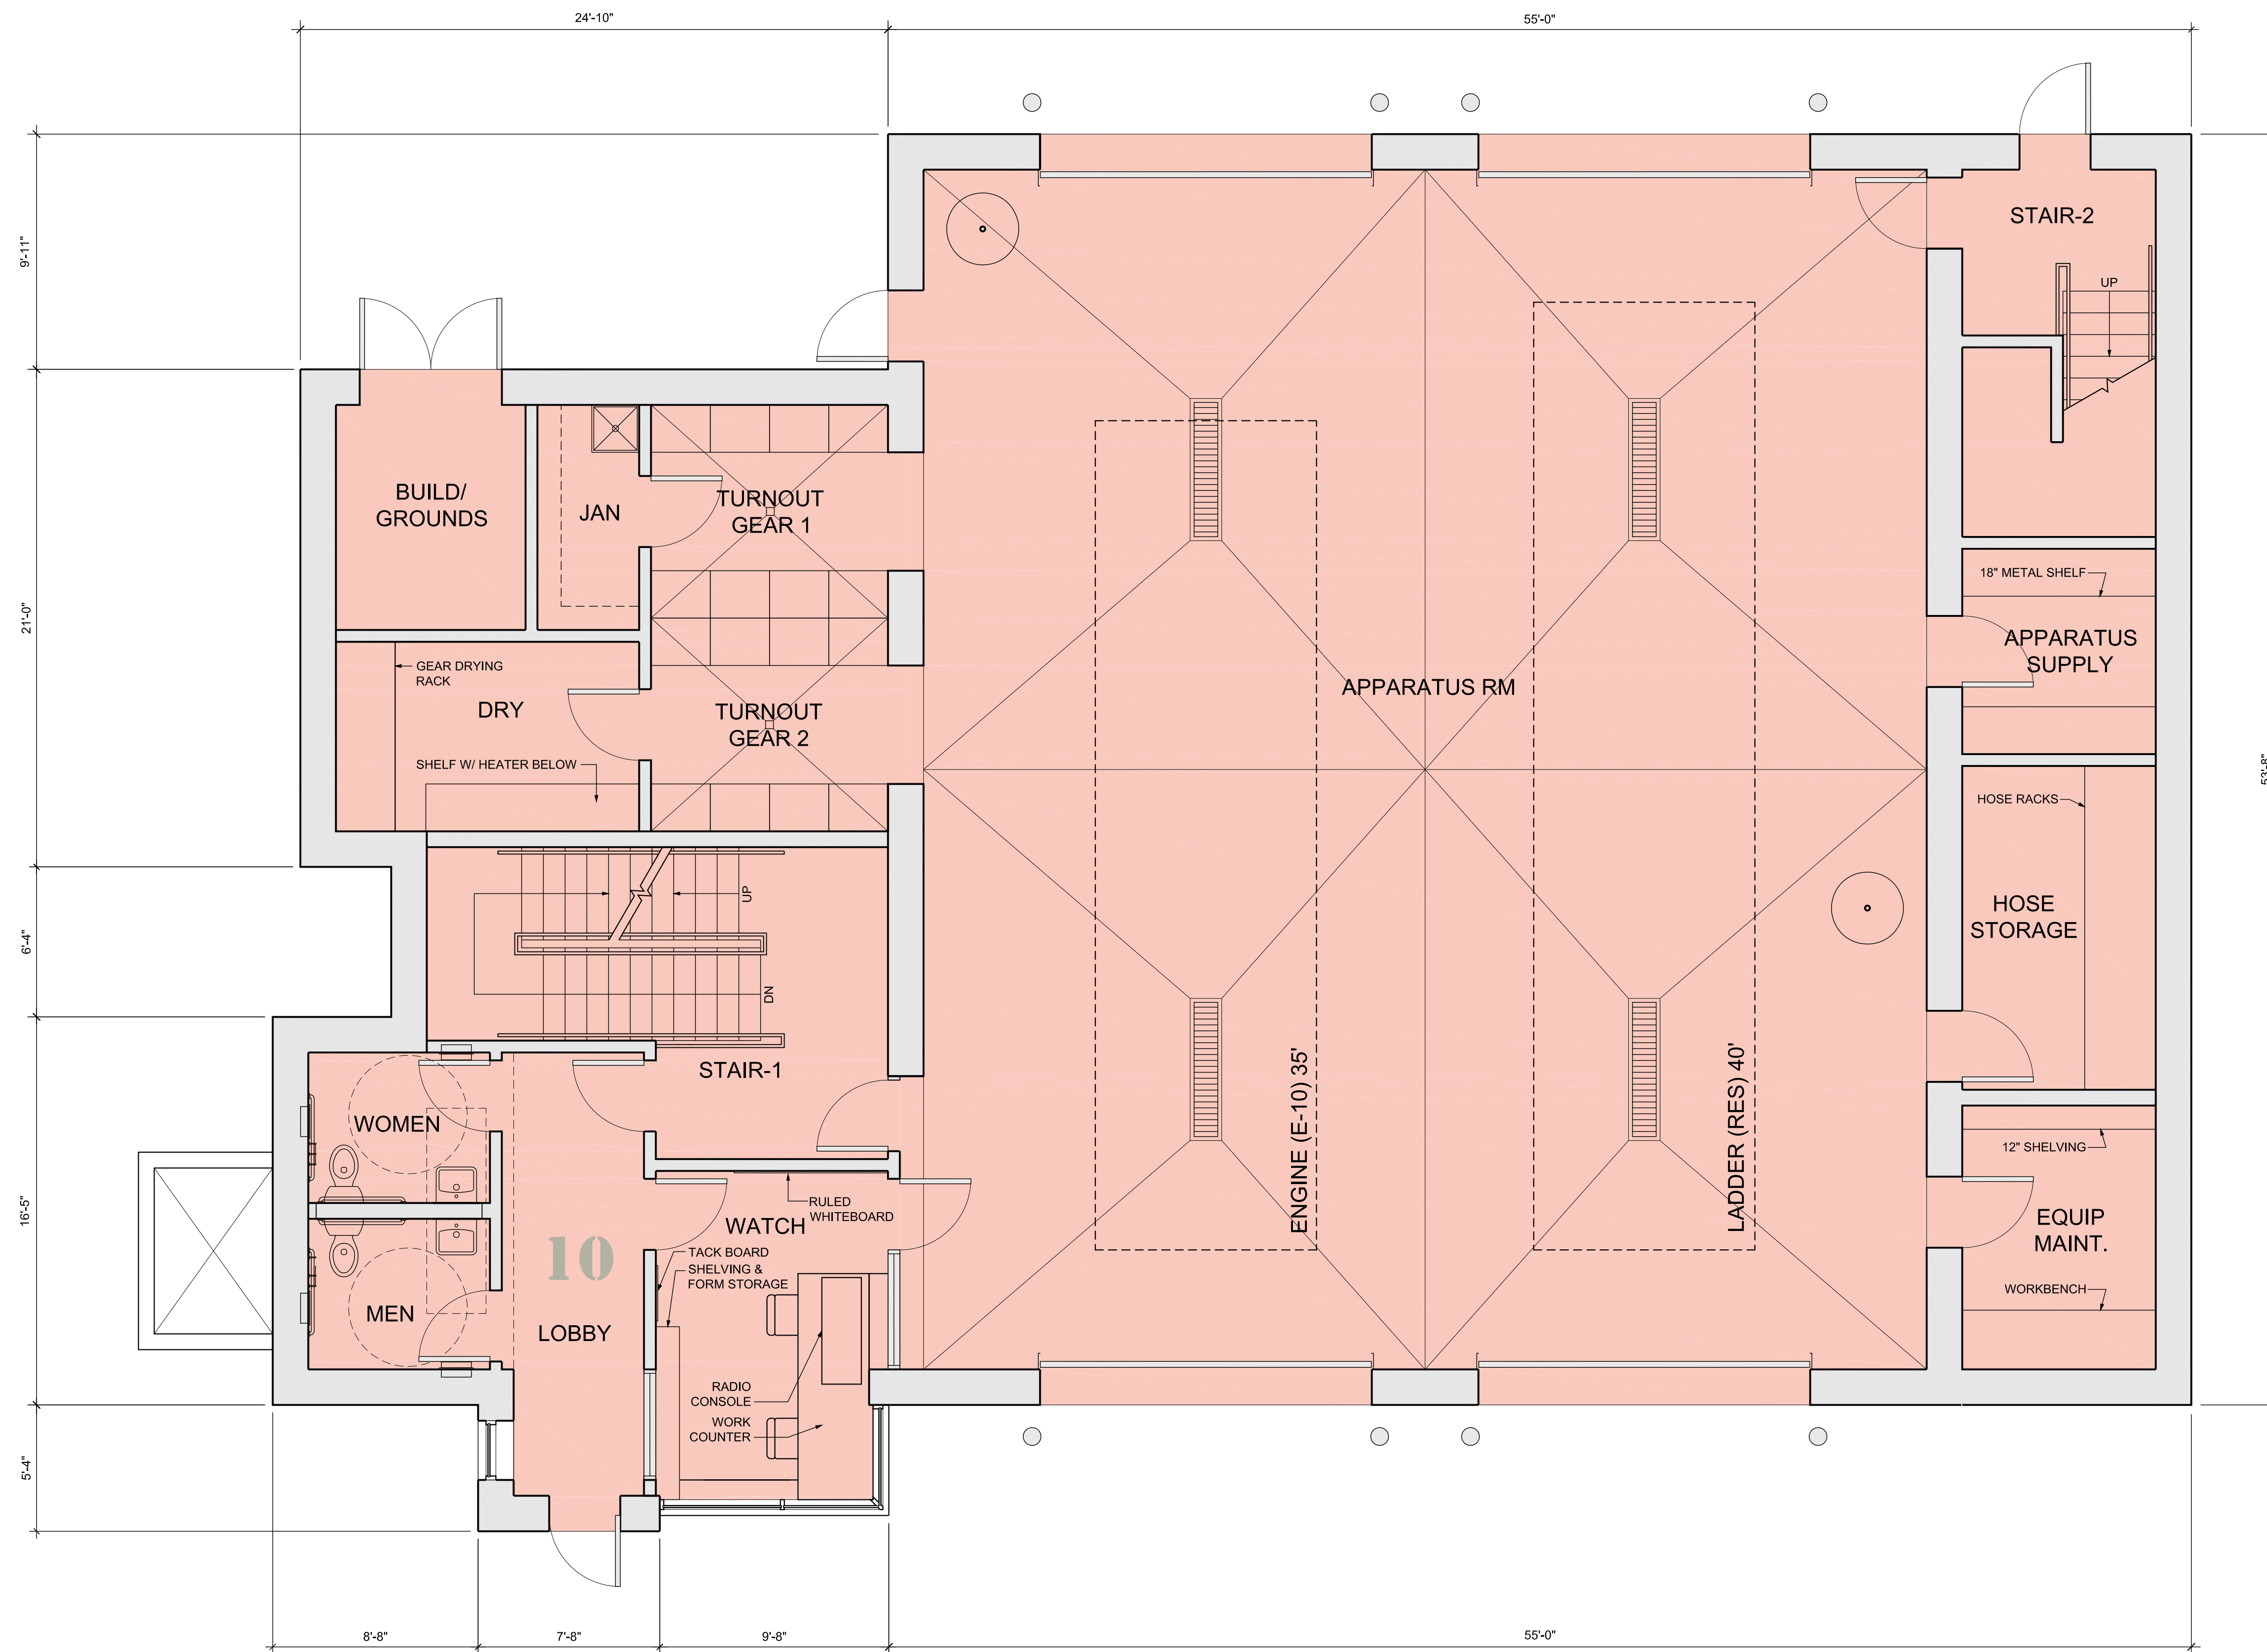 24'-10"
55'-0"
9'-11"
STAIR-2
UP
BUILD/
GROUNDS
JAN
TURNOUT
GEAR 1
18" METAL SHELF
21'-0"
APPARATUS
SUPPLY
GEAR DRYING
RACK
DRY
TURNOUT
GEAR 2
APPARATUS RM
SHELF W/ HEATER BELOW
53'-8"
HOSE RACKS
UP
HOSE
STORAGE
6'-4"
DN
STAIR-1
ENGINE (E-10) 35'
LADDER (RES) 40'
WOMEN
12" SHELVING
16'-5"
RULED
WHITEBOARD
WATCH
EQUIP
MAINT.
10
TACK BOARD
SHELVING &
FORM STORAGE
WORKBENCH
MEN
LOBBY
RADIO
CONSOLE
WORK
COUNTER
5'-4"
8'-8"
7'-8"
9'-8"
55'-0"